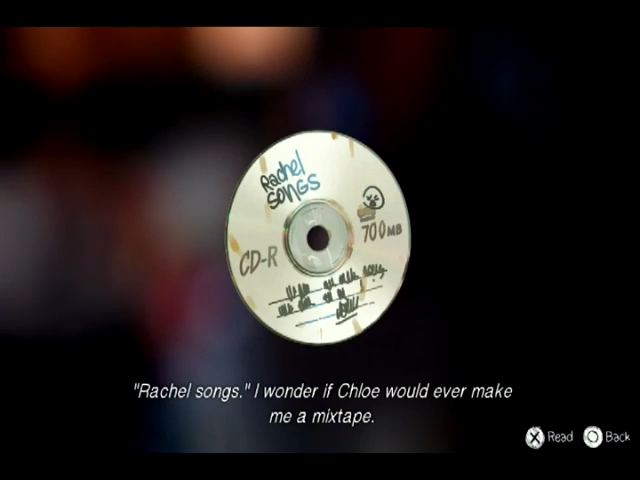 Rachel
SONGS
700MB
CD-R
"Rachel songs." I wonder if Chloe would ever make
me a mixtape.
X Read O Back